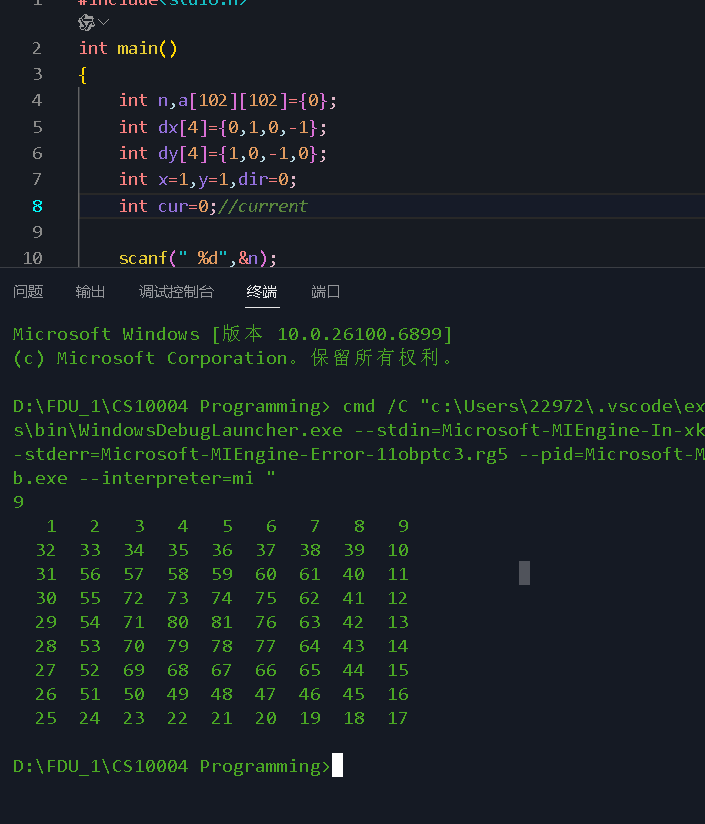 1 #include<stdio.h>
2 int main()
3 {
4 int n,a[102][102]={0};
5 int dx[4]={0,1,0,-1};
6 int dy[4]={1,0,-1,0};
7 int x=1,y=1,dir=0;
8 int cur=0;//current
9
10 scanf(" %d",&n);
问题 输出 调试控制台 终端 端口
Microsoft Windows [版本 10.0.26100.6899]
(c) Microsoft Corporation。保留所有权利。
D:\FDU_1\CS10004 Programming> cmd /C "c:\Users\22972\.vscode\ex
s\bin\WindowsDebugLauncher.exe --stdin=Microsoft-MIEngine-In-xk
-stderr=Microsoft-MIEngine-Error-11obptc3.rg5 --pid=Microsoft-M
b.exe --interpreter=mi "
9
1 2 3 4 5 6 7 8 9
32 33 34 35 36 37 38 39 10
31 56 57 58 59 60 61 40 11
30 55 72 73 74 75 62 41 12
29 54 71 80 81 76 63 42 13
28 53 70 79 78 77 64 43 14
27 52 69 68 67 66 65 44 15
26 51 50 49 48 47 46 45 16
25 24 23 22 21 20 19 18 17
D:\FDU_1\CS10004 Programming>